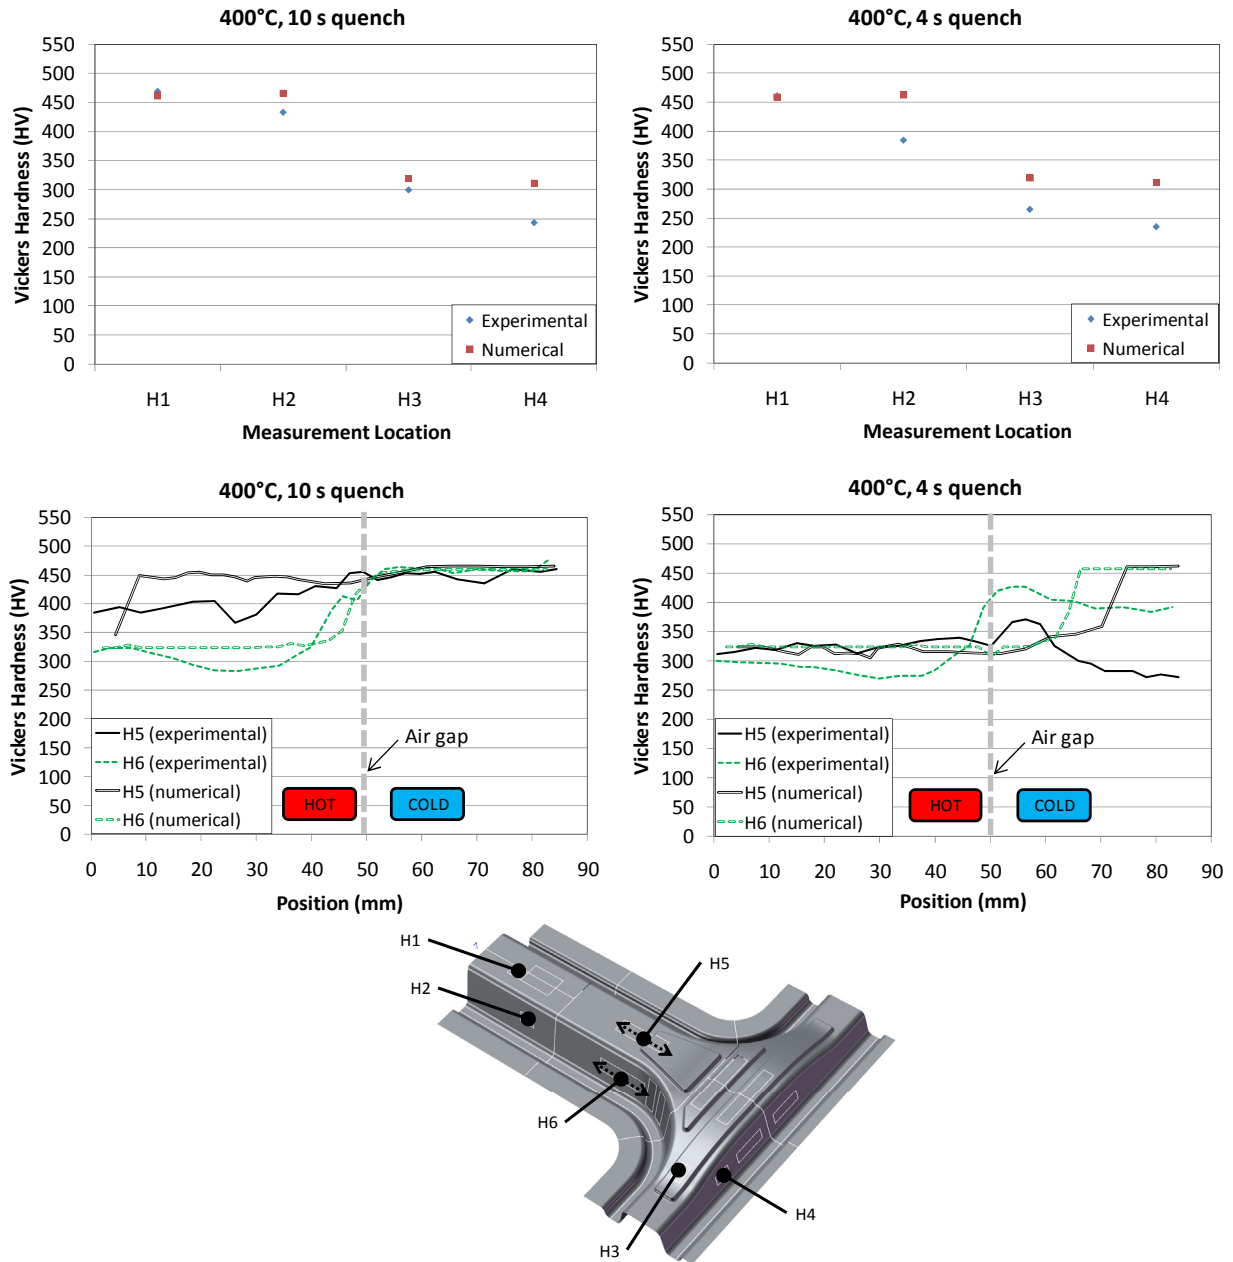 400°C, 10 s quench
550
500
450
400
350
300
250
200
150
100
50
0
Vickers Hardness (HV)
Experimental
Numerical
H1 H2 H3 H4
Measurement Location
400°C, 4 s quench
550
500
450
400
350
300
250
200
150
100
50
0
Vickers Hardness (HV)
Experimental
Numerical
H1 H2 H3 H4
Measurement Location
400°C, 10 s quench
550
500
450
400
350
300
250
200
150
100
50
0
Vickers Hardness (HV)
H5 (experimental)
H6 (experimental)
H5 (numerical)
H6 (numerical)
Air gap
HOT
COLD
0 10 20 30 40 50 60 70 80 90
Position (mm)
400°C, 4 s quench
550
500
450
400
350
300
250
200
150
100
50
0
Vickers Hardness (HV)
H5 (experimental)
H6 (experimental)
H5 (numerical)
H6 (numerical)
Air gap
HOT
COLD
0 10 20 30 40 50 60 70 80 90
Position (mm)
H1
H2
H5
H6
H3
H4